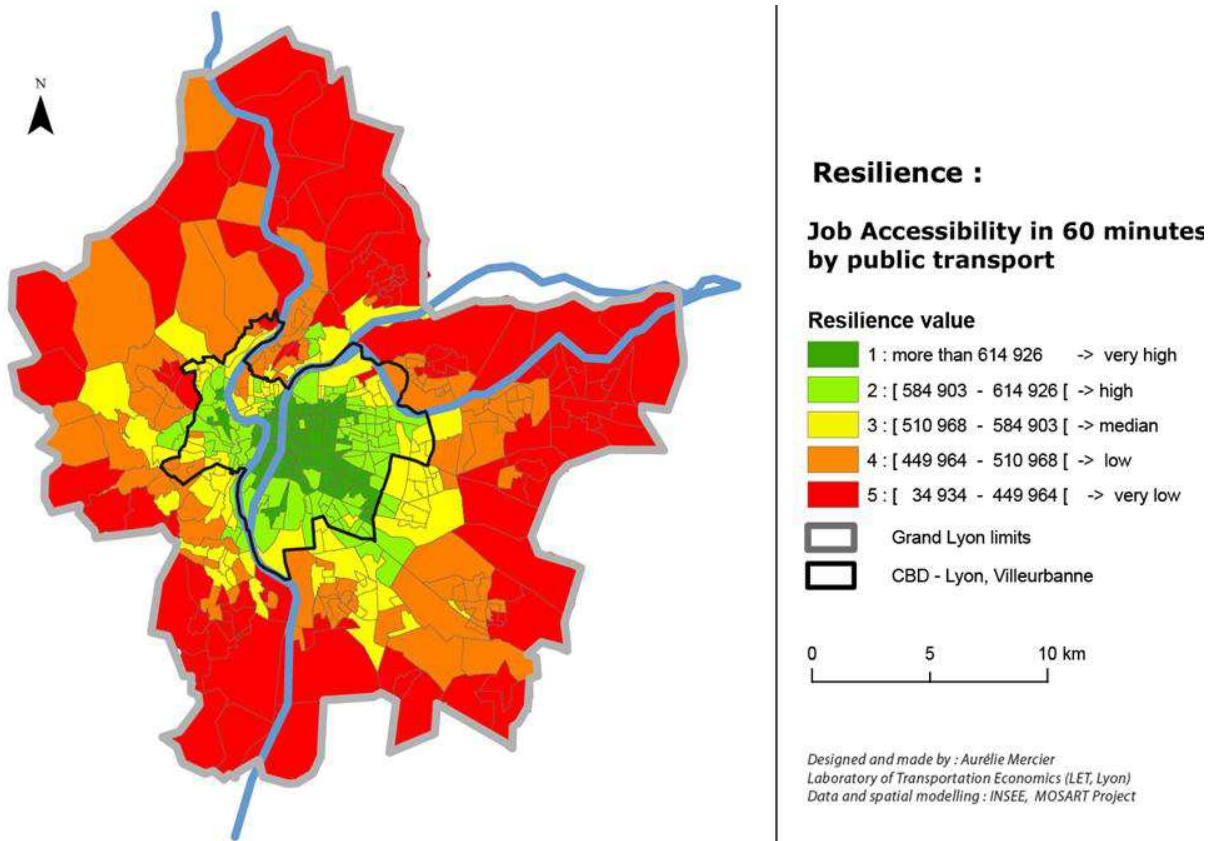 N
Resilience :
Job Accessibility in 60 minutes
by public transport
Resilience value
1 : more than 614 926 -> very high
2 : [ 584 903 - 614 926 [ -> high
3 : [ 510 968 - 584 903 [ -> median
4 : [ 449 964 - 510 968 [ -> low
5 : [ 34 934 - 449 964 [ -> very low
Grand Lyon limits
CBD - Lyon, Villeurbanne
0 5 10 km
Designed and made by : Aurélie Mercier
Laboratory of Transportation Economics (LET, Lyon)
Data and spatial modelling : INSEE, MOSART Project